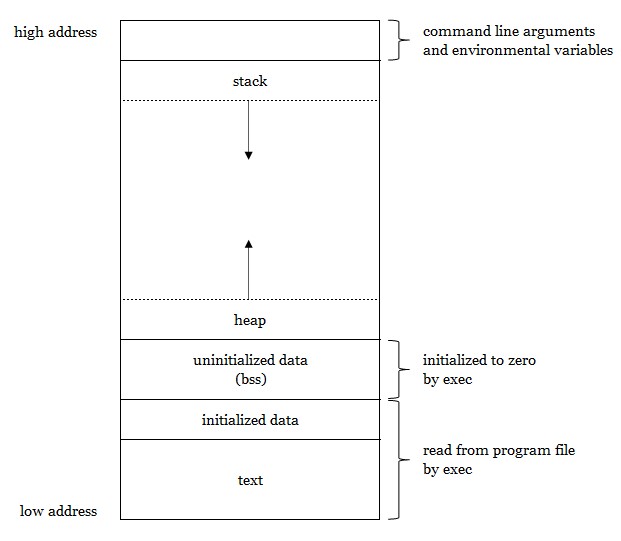 high address
command line arguments
and environmental variables
stack
heap
uninitialized data
(bss)
initialized to zero
by exec
initialized data
read from program file
by exec
text
low address